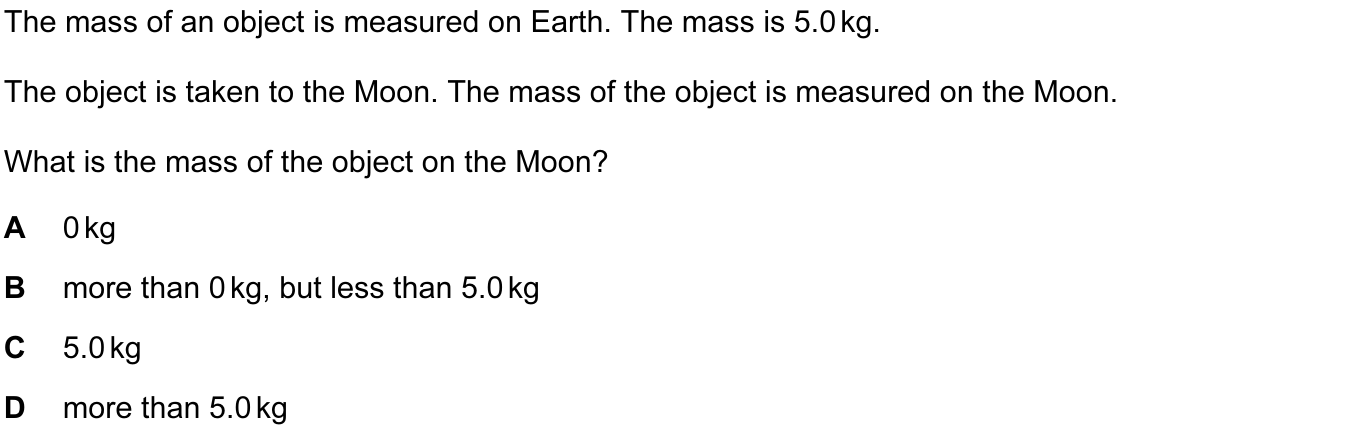 The mass of an object is measured on Earth. The mass is 5.0 kg.
The object is taken to the Moon. The mass of the object is measured on the Moon.
What is the mass of the object on the Moon?
A 0 kg
B more than 0 kg, but less than 5.0 kg
C 5.0 kg
D more than 5.0 kg